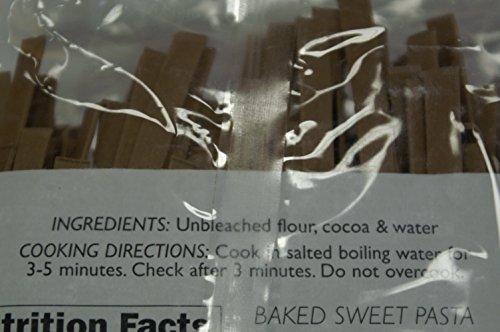 INGREDIENTS: Unbleached flour, cocoa & water
COOKING DIRECTIONS: Cook in salted boiling water for
3-5 minutes. Check after 3 minutes. Do not overcook.
trition Facts
BAKED SWEET PASTA